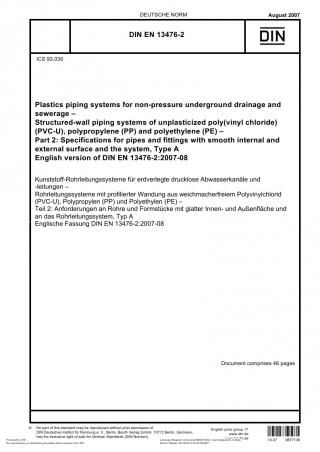 DEUTSCHE NORM
August 2007
DIN EN 13476-2
DIN
ICS 93.030
Plastics piping systems for non-pressure underground drainage and
sewerage –
Structured-wall piping systems of unplasticized poly(vinyl chloride)
(PVC-U), polypropylene (PP) and polyethylene (PE) –
Part 2: Specifications for pipes and fittings with smooth internal and
external surface and the system, Type A
English version of DIN EN 13476-2:2007-08
Kunststoff-Rohrleitungssysteme für erdverlegte drucklose Abwasserkanäle und
-leitungen –
Rohrleitungssysteme mit profilierter Wandung aus weichmacherfreiem Polyvinylchlorid
(PVC-U), Polypropylen (PP) und Polyethylen (PE) –
Teil 2: Anforderungen an Rohre und Formstücke mit glatter Innen- und Außenfläche und
an das Rohrleitungssystem, Typ A
Englische Fassung DIN EN 13476-2:2007-08
Document comprises 46 pages
© No part of this standard may be reproduced without prior permission of
DIN Deutsches Institut für Normung e. V., Berlin. Beuth Verlag GmbH, 10772 Berlin, Germany,
has the exclusive right of sale for German Standards (DIN-Normen).
English price group 17
www.din.de
10.07 9877136